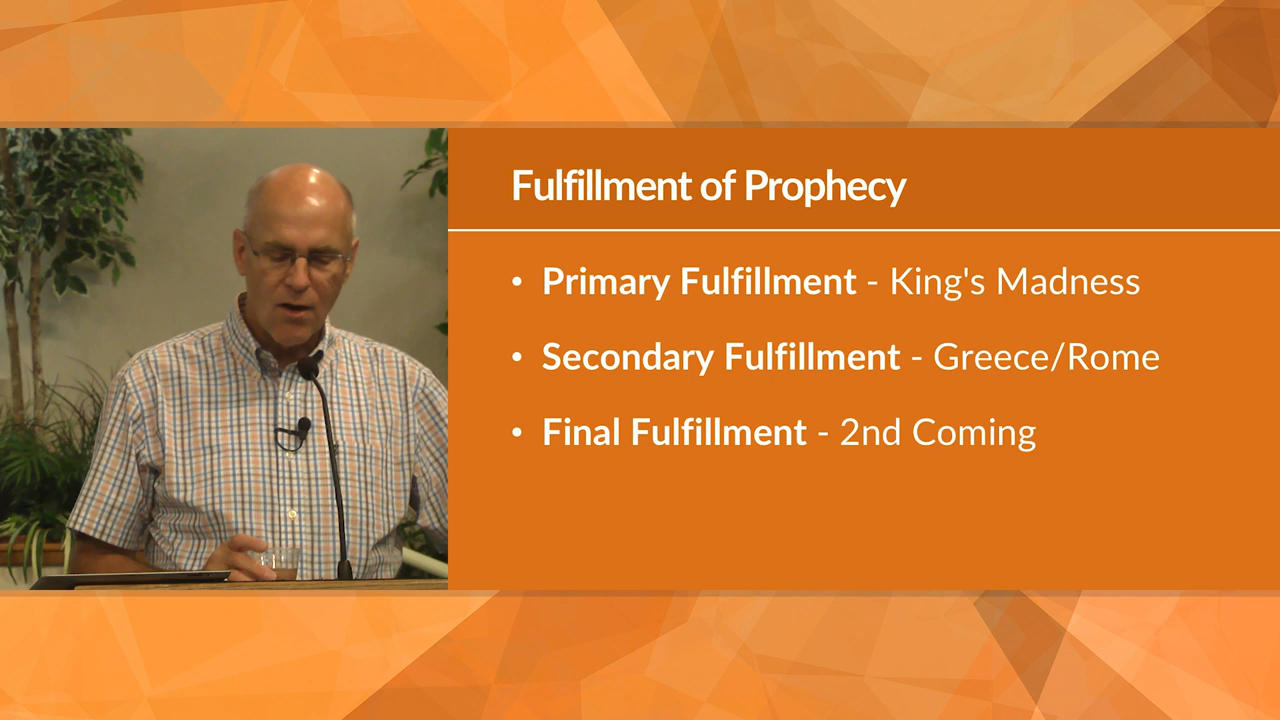 Fulfillment of Prophecy
• Primary Fulfillment - King's Madness
• Secondary Fulfillment - Greece/Rome
• Final Fulfillment - 2nd Coming